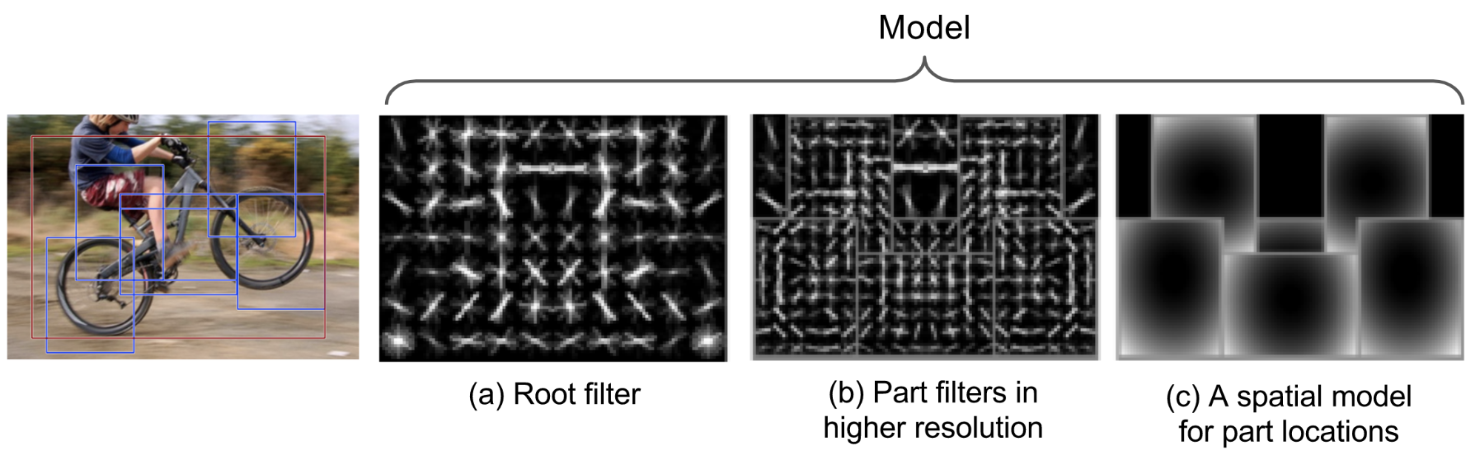 Model
(a) Root filter
(b) Part filters in
higher resolution
(c) A spatial model
for part locations